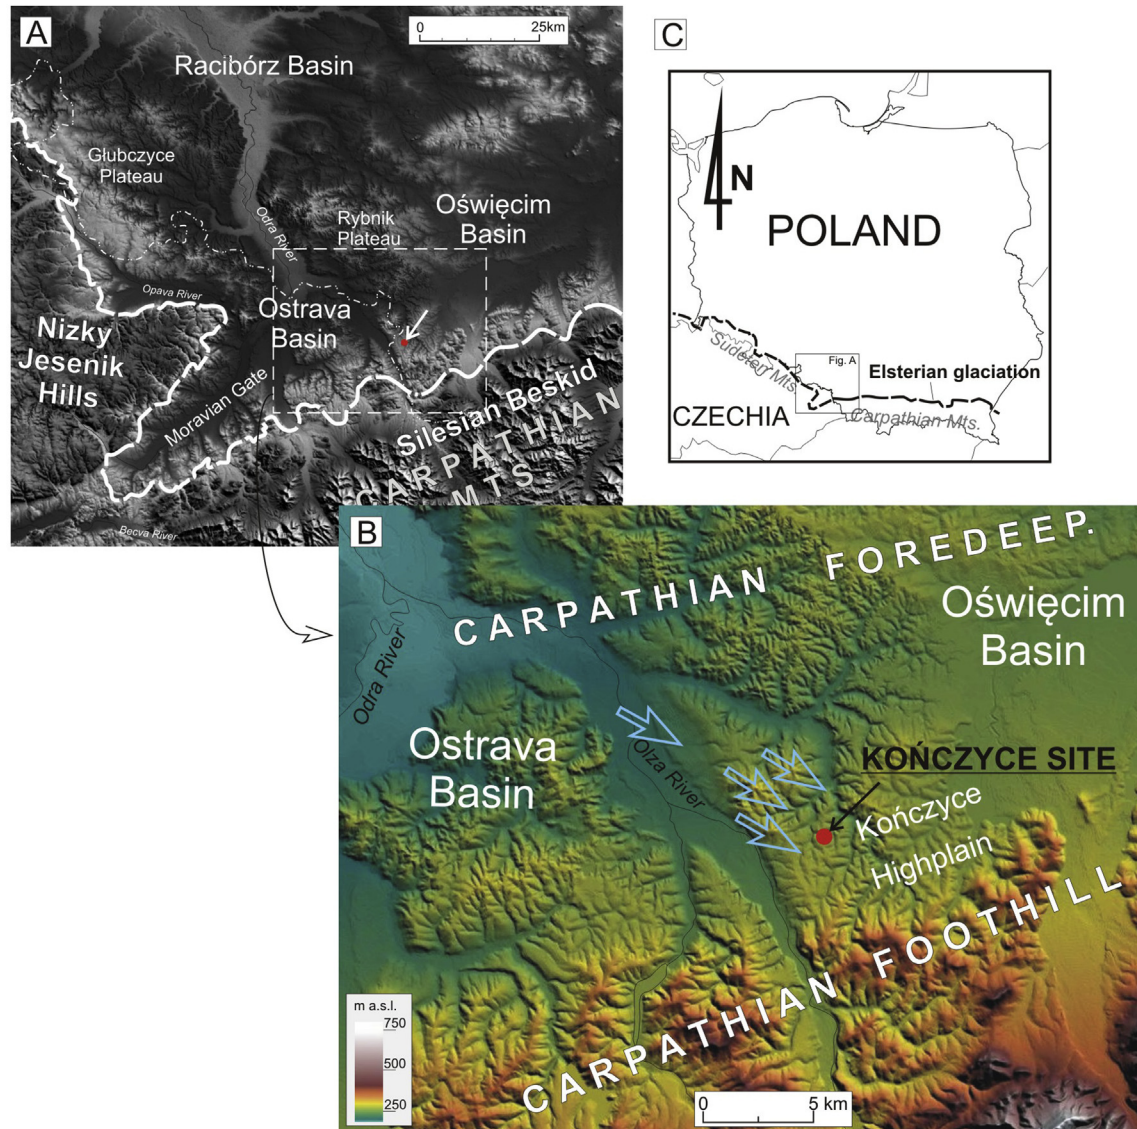 A
0 25km
Racibórz Basin
Głubczyce
Plateau
Odra River
Rybnik
Plateau
Oświęcim
Basin
Opava River
Ostrava
Basin
Nizky
Jesenik
Hills
Moravian Gate
Silesian Beskid
CARPATHIAN
MTS
Becva River
C
N
POLAND
Sudeten Mts.
Fig. A
Elsterian glaciation
CZECHIA
Carpathian Mts.
B
CARPATHIAN FOREDEEP.
Oświęcim
Basin
Odra River
Ostrava
Basin
Olza River
KOŃCZYCE SITE
Kończyce
Highplain
CARPATHIAN FOOTHILL
m a.s.l.
750
500
250
0 5 km